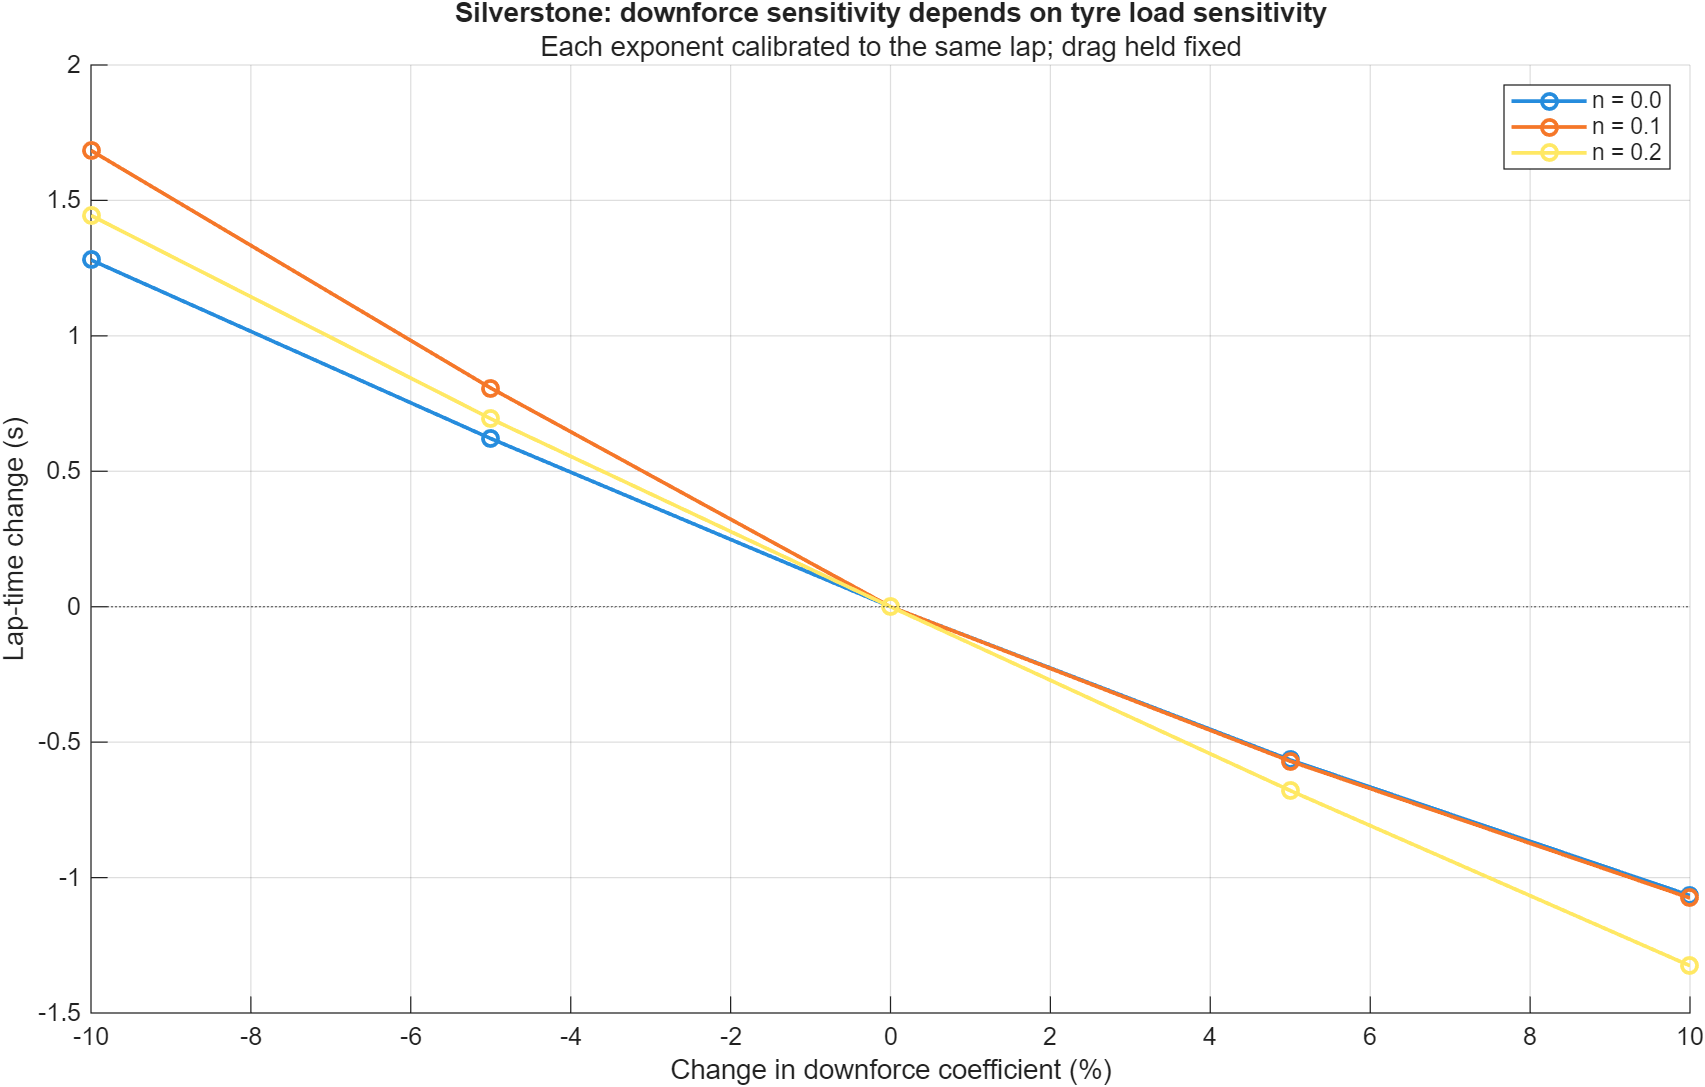 Silverstone: downforce sensitivity depends on tyre load sensitivity
Each exponent calibrated to the same lap; drag held fixed
n = 0.0
n = 0.1
n = 0.2
Lap-time change (s)
2
1.5
1
0.5
0
-0.5
-1
-1.5
-10 -8 -6 -4 -2 0 2 4 6 8 10
Change in downforce coefficient (%)